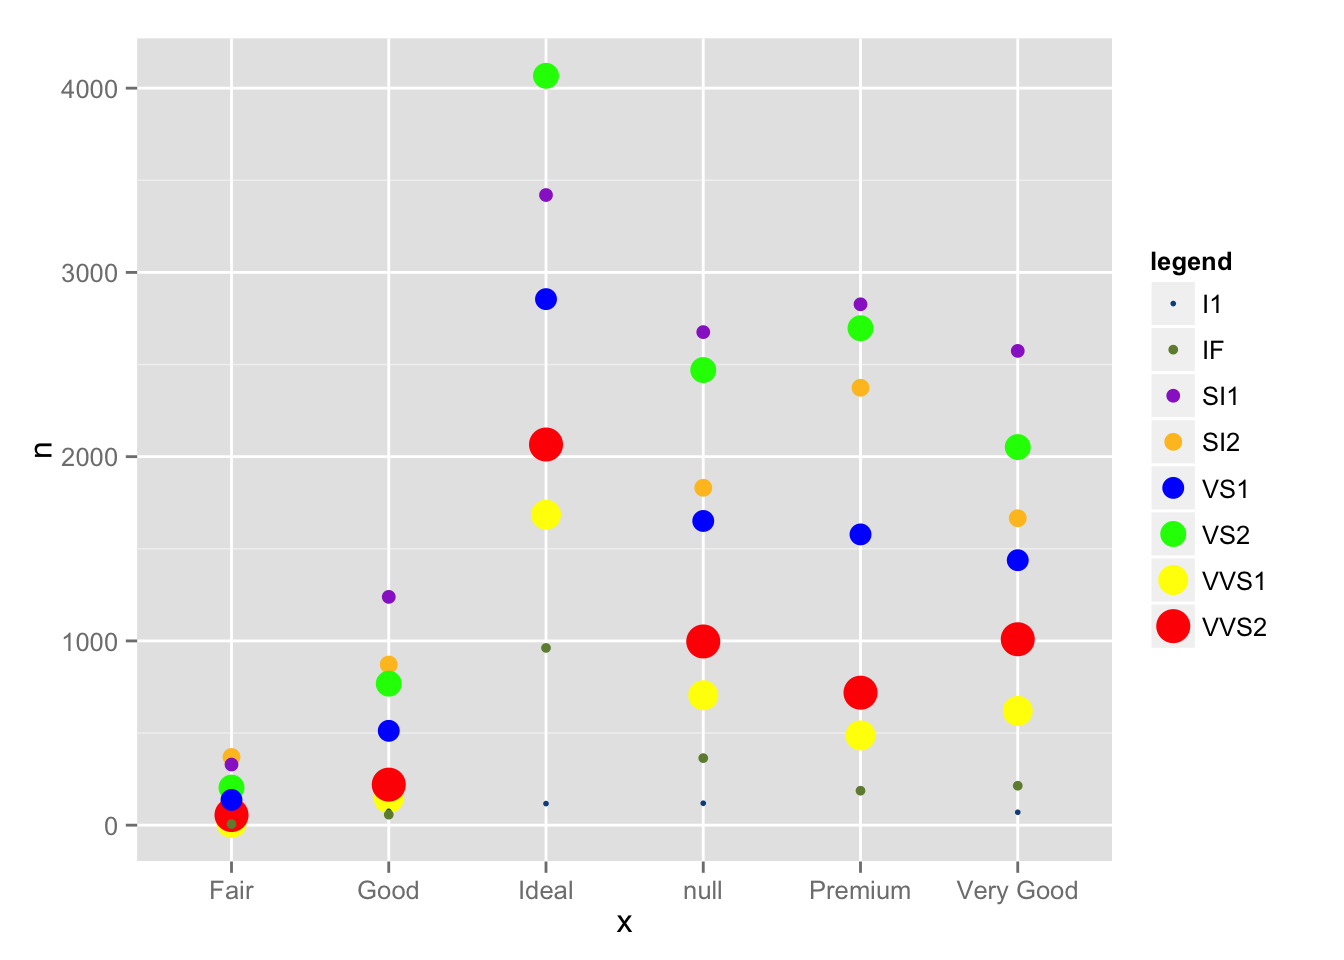 4000
3000
2000
1000
0
n
Fair
Good
Ideal
null
Premium
Very Good
x
legend
I1
IF
SI1
SI2
VS1
VS2
VVS1
VVS2